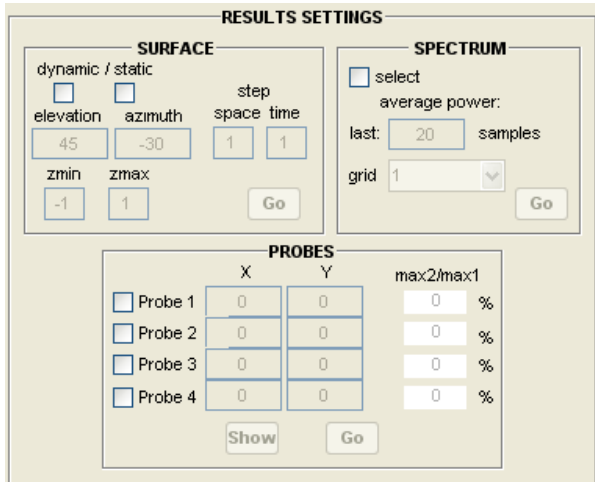 RESULTS SETTINGS
SURFACE
dynamic / static
step
elevation azimuth space time
45 -30 1 1
zmin zmax
-1 1 Go
SPECTRUM
select
average power:
last: 20 samples
grid 1
Go
PROBES
X Y max2/max1
Probe 1 0 0 0 %
Probe 2 0 0 0 %
Probe 3 0 0 0 %
Probe 4 0 0 0 %
Show Go